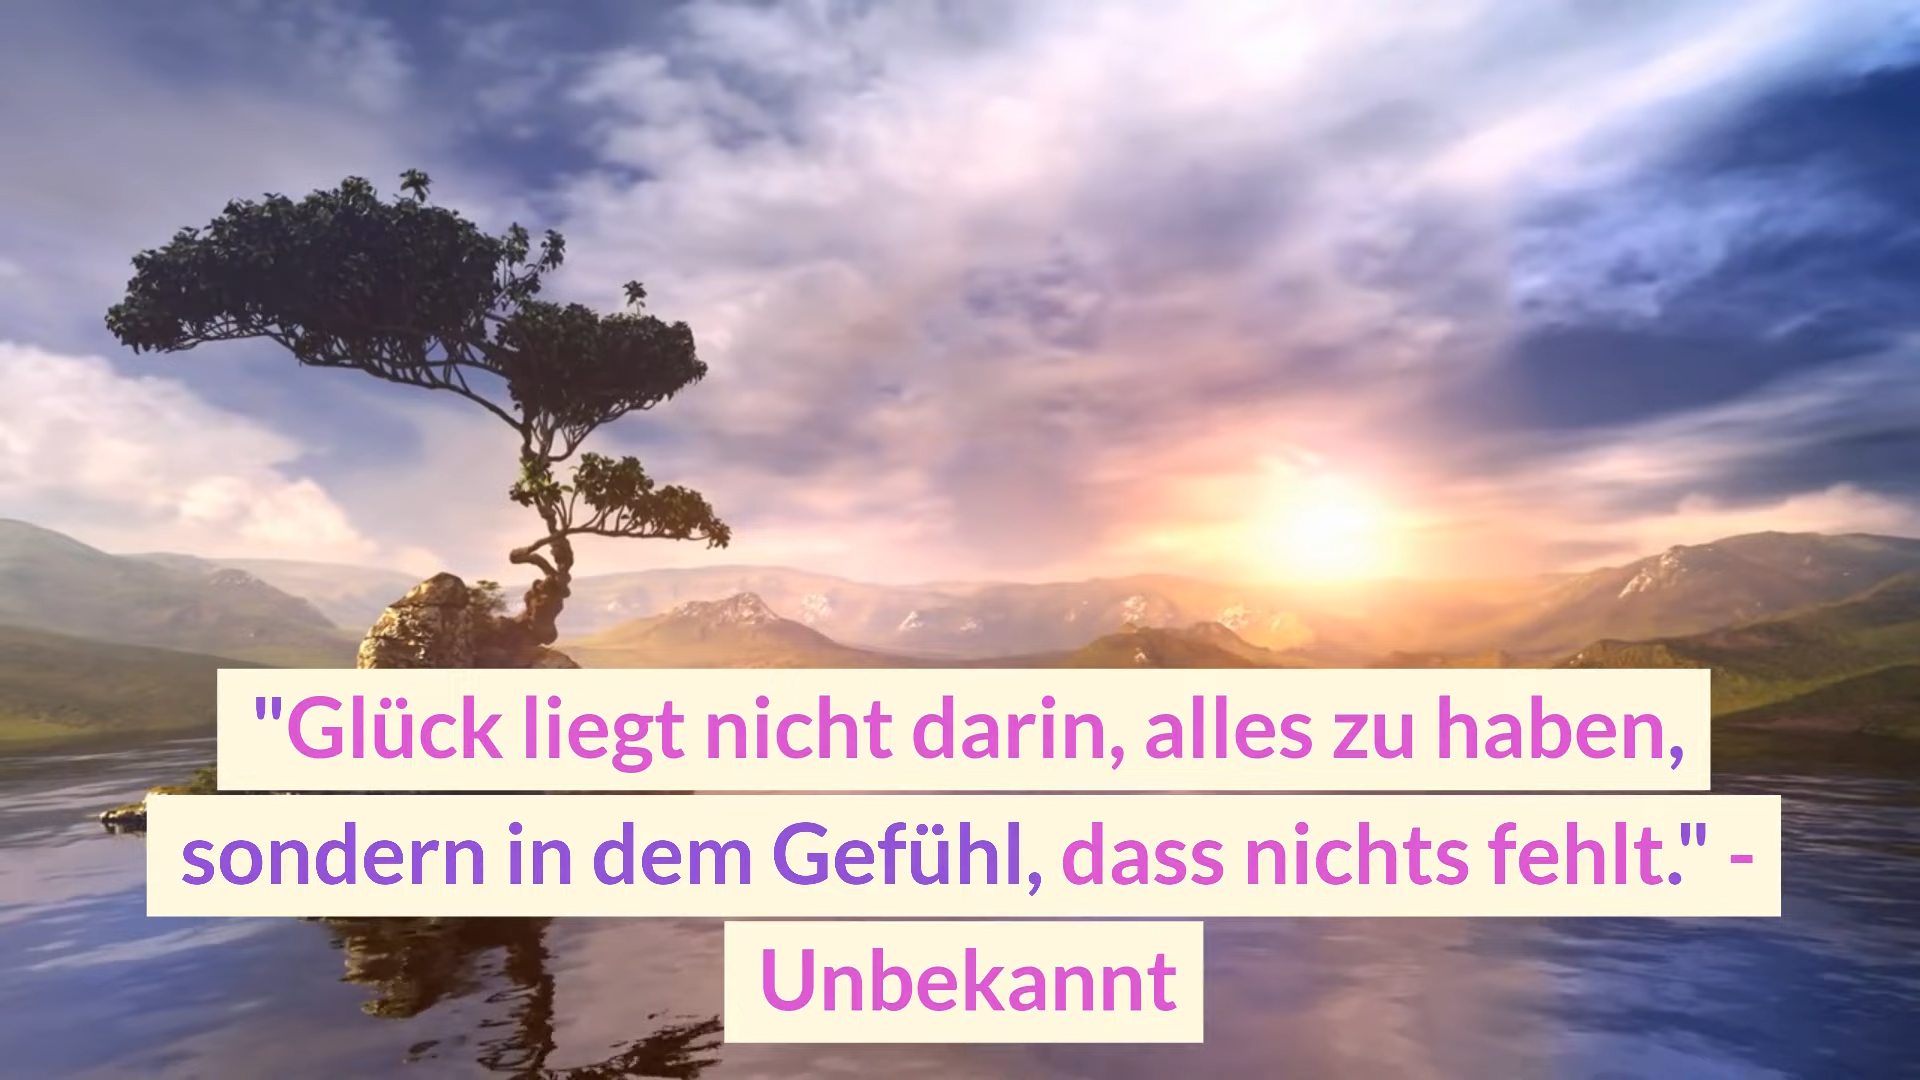 "Glück liegt nicht darin, alles zu haben,
sondern in dem Gefühl, dass nichts fehlt." -
Unbekannt